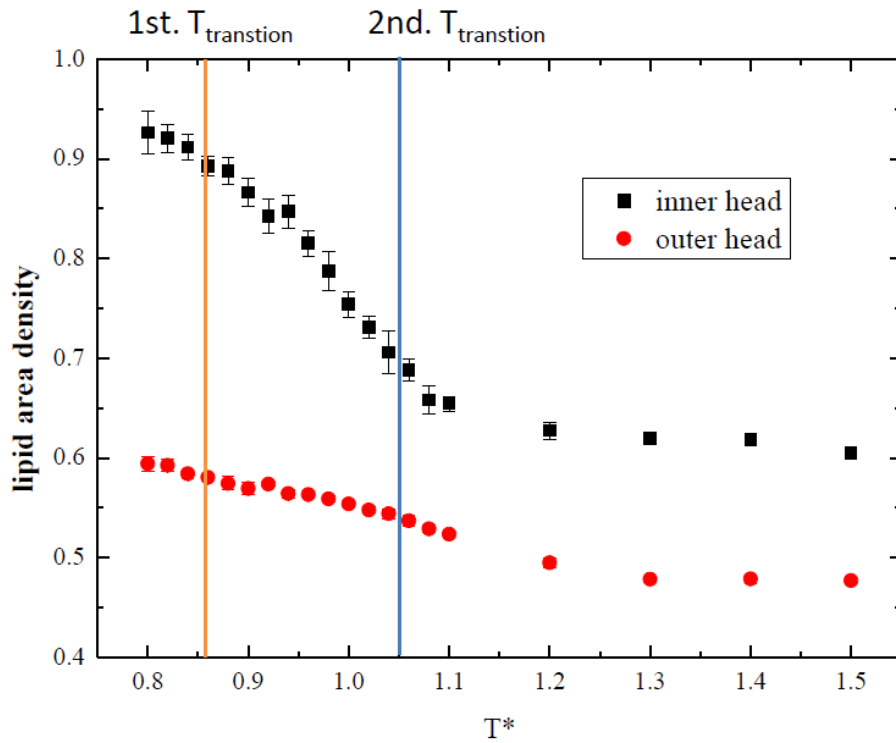 1st. Ttranstion 2nd. Ttranstion
1.0
0.9
0.8
0.7
0.6
0.5
0.4
lipid area density
inner head
outer head
0.8 0.9 1.0 1.1 1.2 1.3 1.4 1.5
T*